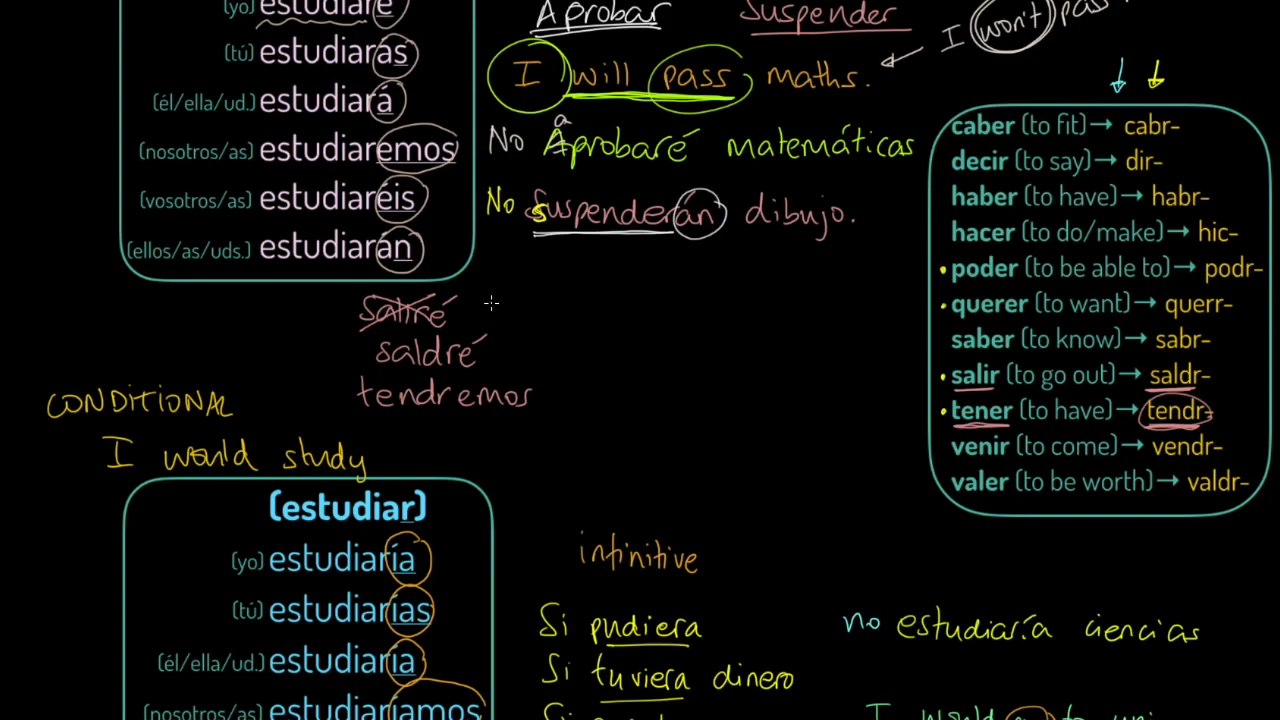 (yo) estudiaré
(tú) estudiarás
(él/ella/ud.) estudiará
(nosotros/as) estudiaremos
(vosotros/as) estudiaréis
(ellos/as/uds.) estudiarán
Aprobar Suspender
I won't pass
I will pass maths.
No Aprobaré matemáticas
a
No suspenderán dibujo.
caber (to fit)→ cabr-
decir (to say)→ dir-
haber (to have)→ habr-
hacer (to do/make)→ hic-
poder (to be able to)→ podr-
querer (to want)→ querr-
saber (to know)→ sabr-
salir (to go out)→ saldr-
tener (to have)→ tendr-
venir (to come)→ vendr-
valer (to be worth)→ valdr-
saliré
saldré
tendremos
CONDITIONAL
I would study
(estudiar)
(yo) estudiaría
(tú) estudiarías
(él/ella/ud.) estudiaría
(nosotros/as) estudiaríamos
infinitive
Si pudiera no estudiaría ciencias
Si tuviera dinero
Si
I would go to uni